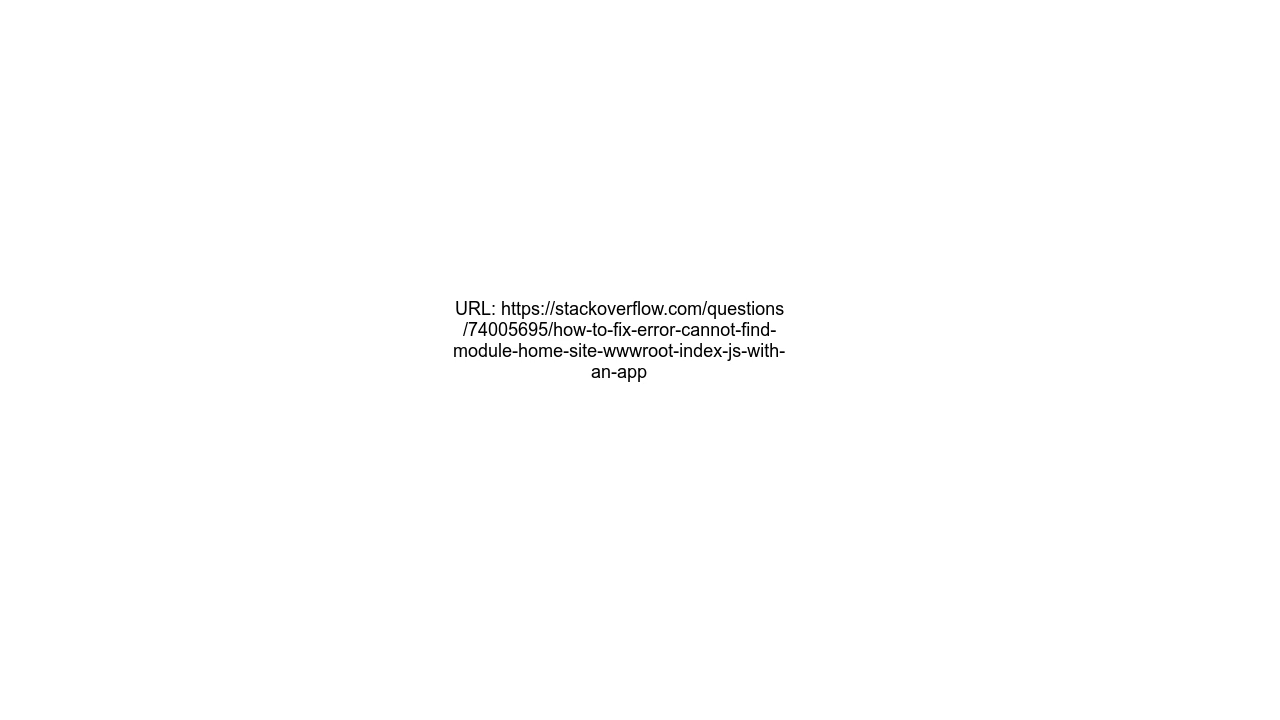 URL: https://stackoverflow.com/questions
/74005695/how-to-fix-error-cannot-find-
module-home-site-wwwroot-index-js-with-
an-app